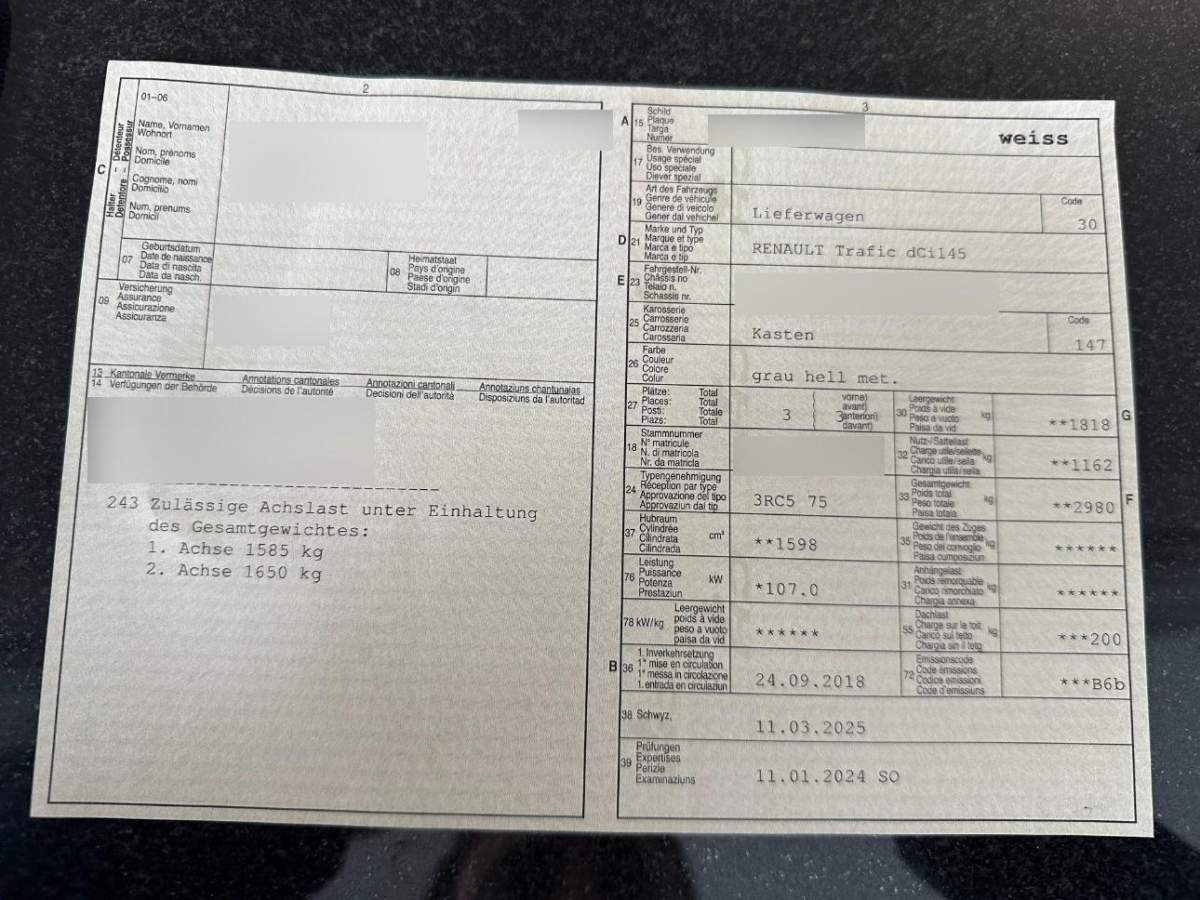 2
01-06
C
Halter Détenteur
Detentore Possessur
Name, Vornamen
Wohnort
Nom, prénoms
Domicile
Cognome, nomi
Domicilio
Num, prenums
Domicil
07
Geburtsdatum
Date de naissance
Data di nascita
Data da nasch.
08
Heimatstaat
Pays d'origine
Paese d'origine
Stadi d'origin
09
Versicherung
Assurance
Assicurazione
Assicuranza
13 Kantonale Vermerke Annotations cantonales Annotazioni cantonali Annotaziuns chantunalas
14 Verfügungen der Behörde Décisions de l'autorité Decisioni dell'autorità Disposiziuns da l'autoritad
243 Zulässige Achslast unter Einhaltung
des Gesamtgewichtes:
1. Achse 1585 kg
2. Achse 1650 kg
3
A 15
Schild
Plaque
Targa
Numer
weiss
17
Bes. Verwendung
Usage spécial
Uso speciale
Diever spezial
19
Art des Fahrzeugs
Genre de véhicule
Genere di veicolo
Gener dal vehichel
Lieferwagen
Code
30
D 21
Marke und Typ
Marque et type
Marca e tipo
Marca e tip
RENAULT Trafic dCi145
E 23
Fahrgestell-Nr.
Châssis no
Telaio n.
Schassis nr.
25
Karosserie
Carrosserie
Carrozzeria
Carossaria
Kasten
Code
147
26
Farbe
Couleur
Colore
Colur
grau hell met.
27
Plätze: Total
Places: Total
Posti: Totale
Plazs: Total
3
vorne)
avant)
3 anteriori)
davant)
30
Leergewicht
Poids à vide
Peso a vuoto
Paisa da vid
kg
**1818
G
18
Stammnummer
N° matricule
N. di matricola
Nr. da matricla
32
Nutz-/Sattellast
Charge utile/sellette
Carico utile/sella
Chargia utila/sella
kg
**1162
24
Typengenehmigung
Réception par type
Approvazione del tipo
Approvaziun dal tip
3RC5 75
33
Gesamtgewicht
Poids total
Peso totale
Paisa totala
kg
**2980
F
37
Hubraum
Cylindrée
Cilindrata
Cilindrada
cm³
**1598
35
Gewicht des Zuges
Poids de l'ensemble
Peso del convoglio
Paisa cumposiziun
kg
******
76
Leistung
Puissance
Potenza
Prestaziun
kW
*107.0
31
Anhängelast
Poids remorquable
Carico rimorchiato
Chargia annexa
kg
******
78 kW/kg
Leergewicht
poids à vide
peso a vuoto
paisa da vid
******
55
Dachlast
Charge sur le toit
Carico sul tetto
Chargia sin il tetg
kg
***200
B 36
1. Inverkehrsetzung
1re mise en circulation
1a messa in circolazione
1. entrada en circulaziun
24.09.2018
72
Emissionscode
Code émissions
Codice emissioni
Code d'emissiuns
***B6b
38 Schwyz,
11.03.2025
39
Prüfungen
Expertises
Perizie
Examinaziuns
11.01.2024 SO